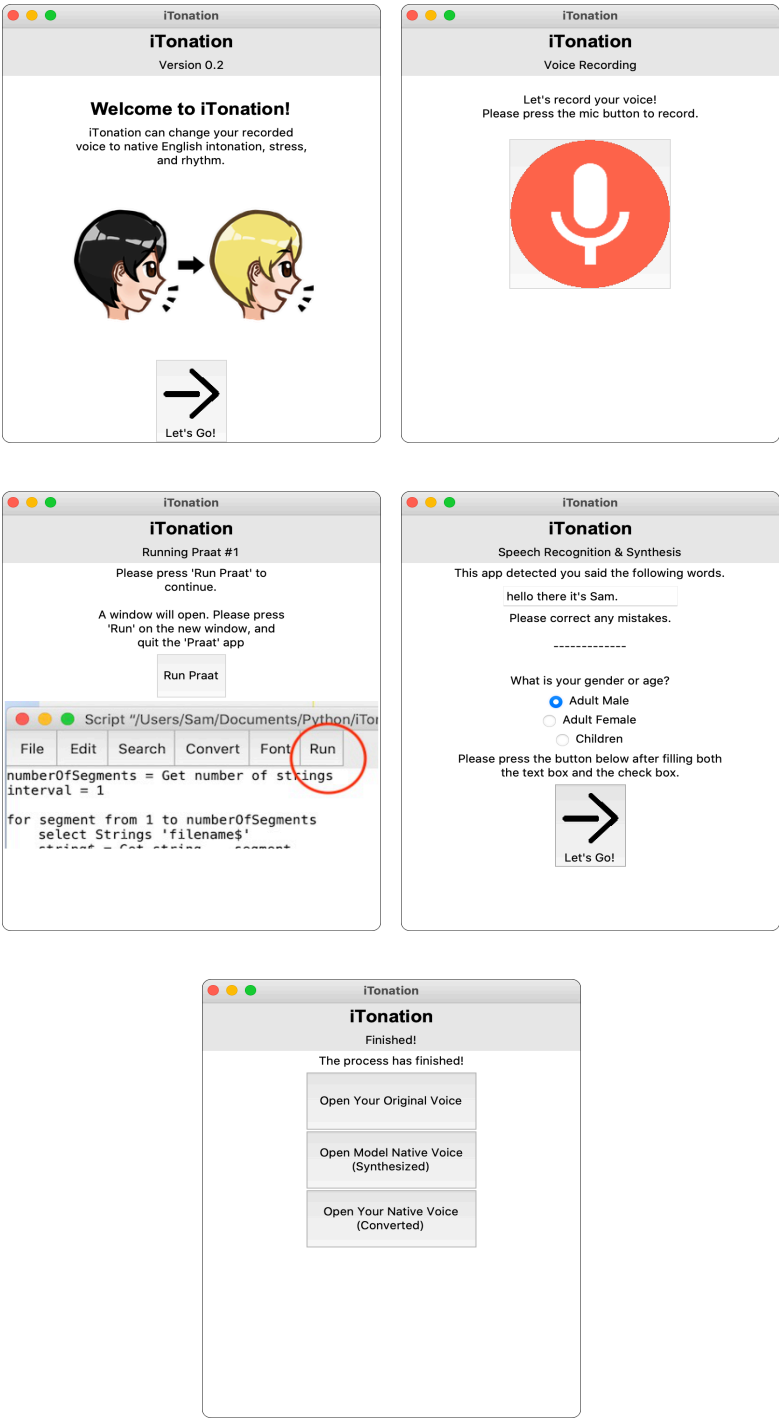 iTonation
iTonation
Version 0.2
Welcome to iTonation!
iTonation can change your recorded
voice to native English intonation, stress,
and rhythm.
Let's Go!
iTonation
iTonation
Voice Recording
Let's record your voice!
Please press the mic button to record.
iTonation
iTonation
Running Praat #1
Please press 'Run Praat' to
continue.
A window will open. Please press
'Run' on the new window, and
quit the 'Praat' app
Run Praat
Script "/Users/Sam/Documents/Python/iTon
File Edit Search Convert Font Run
numberOfSegments = Get number of strings
interval = 1
for segment from 1 to numberOfSegments
select Strings 'filename$'
string$ = Get string... segment
iTonation
iTonation
Speech Recognition & Synthesis
This app detected you said the following words.
hello there it's Sam.
Please correct any mistakes.
-------------
What is your gender or age?
Adult Male
Adult Female
Children
Please press the button below after filling both
the text box and the check box.
Let's Go!
iTonation
iTonation
Finished!
The process has finished!
Open Your Original Voice
Open Model Native Voice
(Synthesized)
Open Your Native Voice
(Converted)